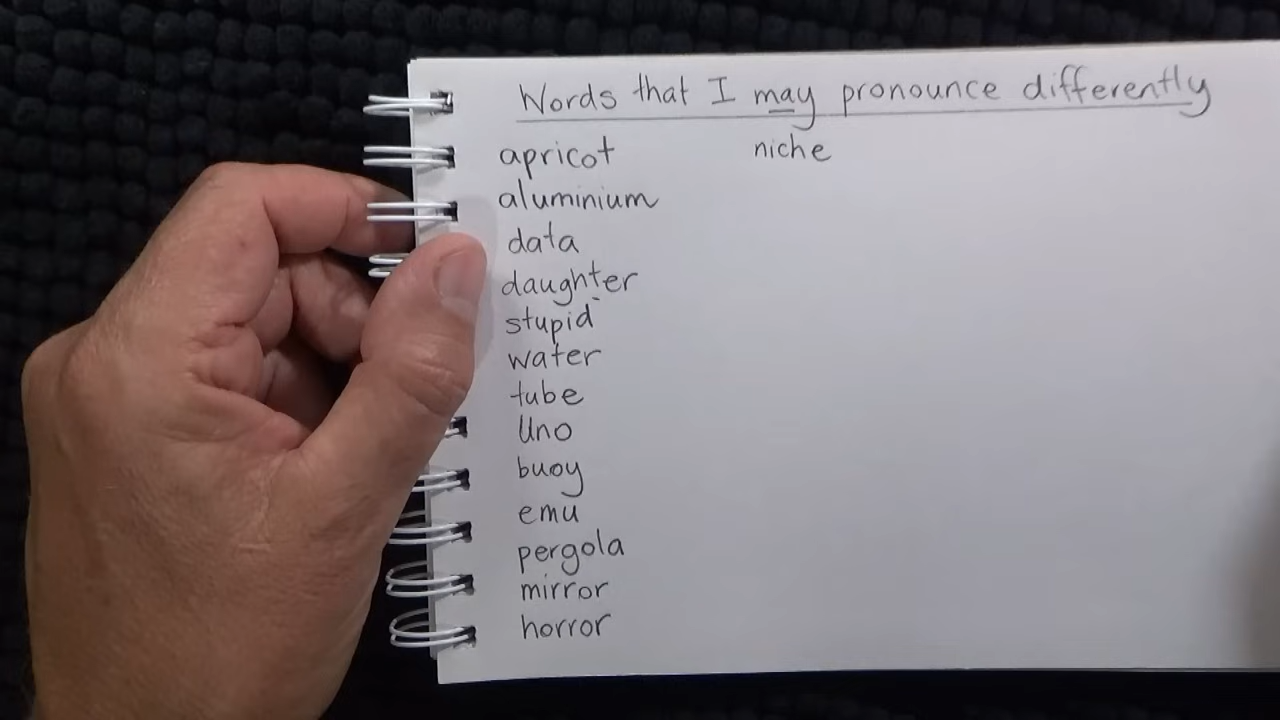 Words that I may pronounce differently
apricot
aluminium
data
daughter
stupid
water
tube
Uno
buoy
emu
pergola
mirror
horror
niche